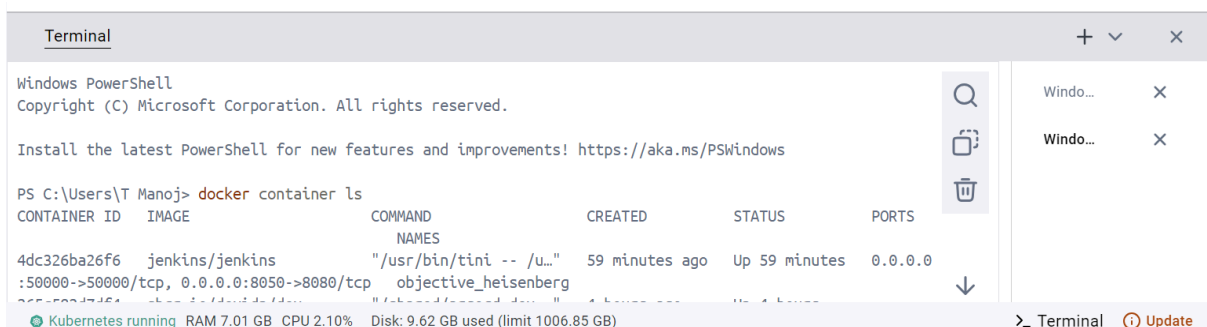 Terminal
Windows PowerShell
Copyright (C) Microsoft Corporation. All rights reserved.
Install the latest PowerShell for new features and improvements! https://aka.ms/PSWindows
PS C:\Users\T Manoj> docker container ls
CONTAINER ID IMAGE COMMAND CREATED STATUS PORTS
NAMES
4dc326ba26f6 jenkins/jenkins "/usr/bin/tini -- /u…" 59 minutes ago Up 59 minutes 0.0.0.0
:50000->50000/tcp, 0.0.0.0:8050->8080/tcp objective_heisenberg
Windo...
Windo...
Kubernetes running RAM 7.01 GB CPU 2.10% Disk: 9.62 GB used (limit 1006.85 GB)
Terminal Update